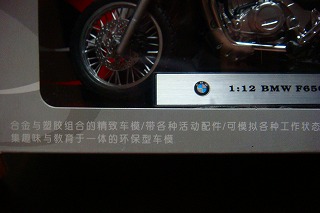 1:12 BMW F650
合金与塑胶组合的精致车模/带各种活动配件/可模拟各种工作状态
集趣味与教育于一体的环保型车模